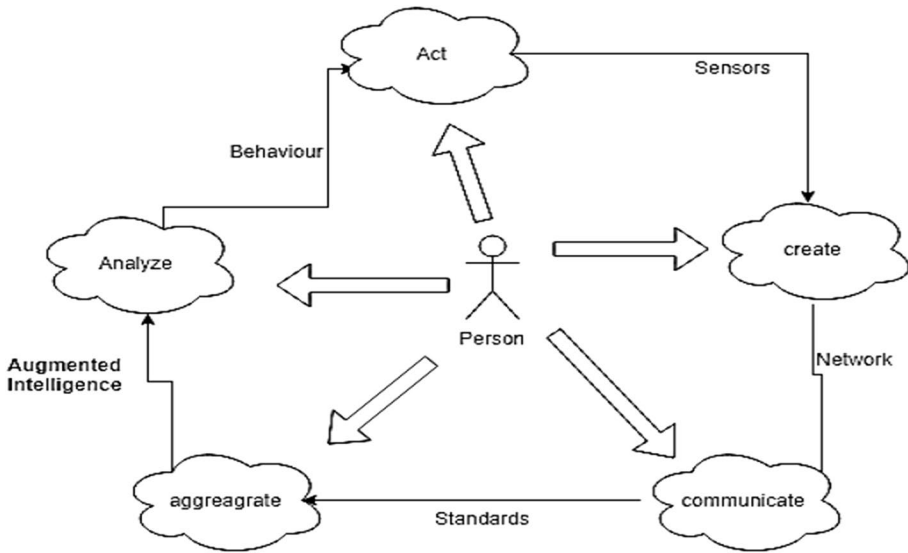 Act
Sensors
Behaviour
Analyze
create
Person
Augmented
Intelligence
Network
aggreagrate
communicate
Standards